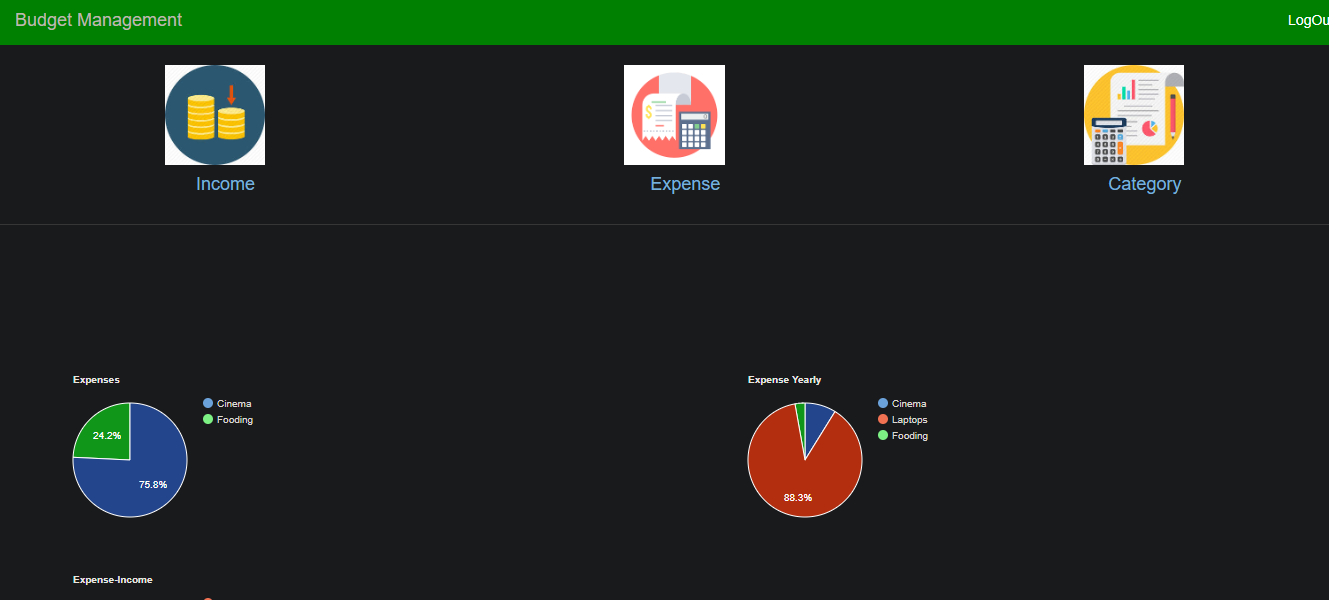 Budget Management
LogOu
Income
Expense
Category
Expenses
Cinema
Fooding
24.2%
75.8%
Expense Yearly
Cinema
Laptops
Fooding
88.3%
Expense-Income